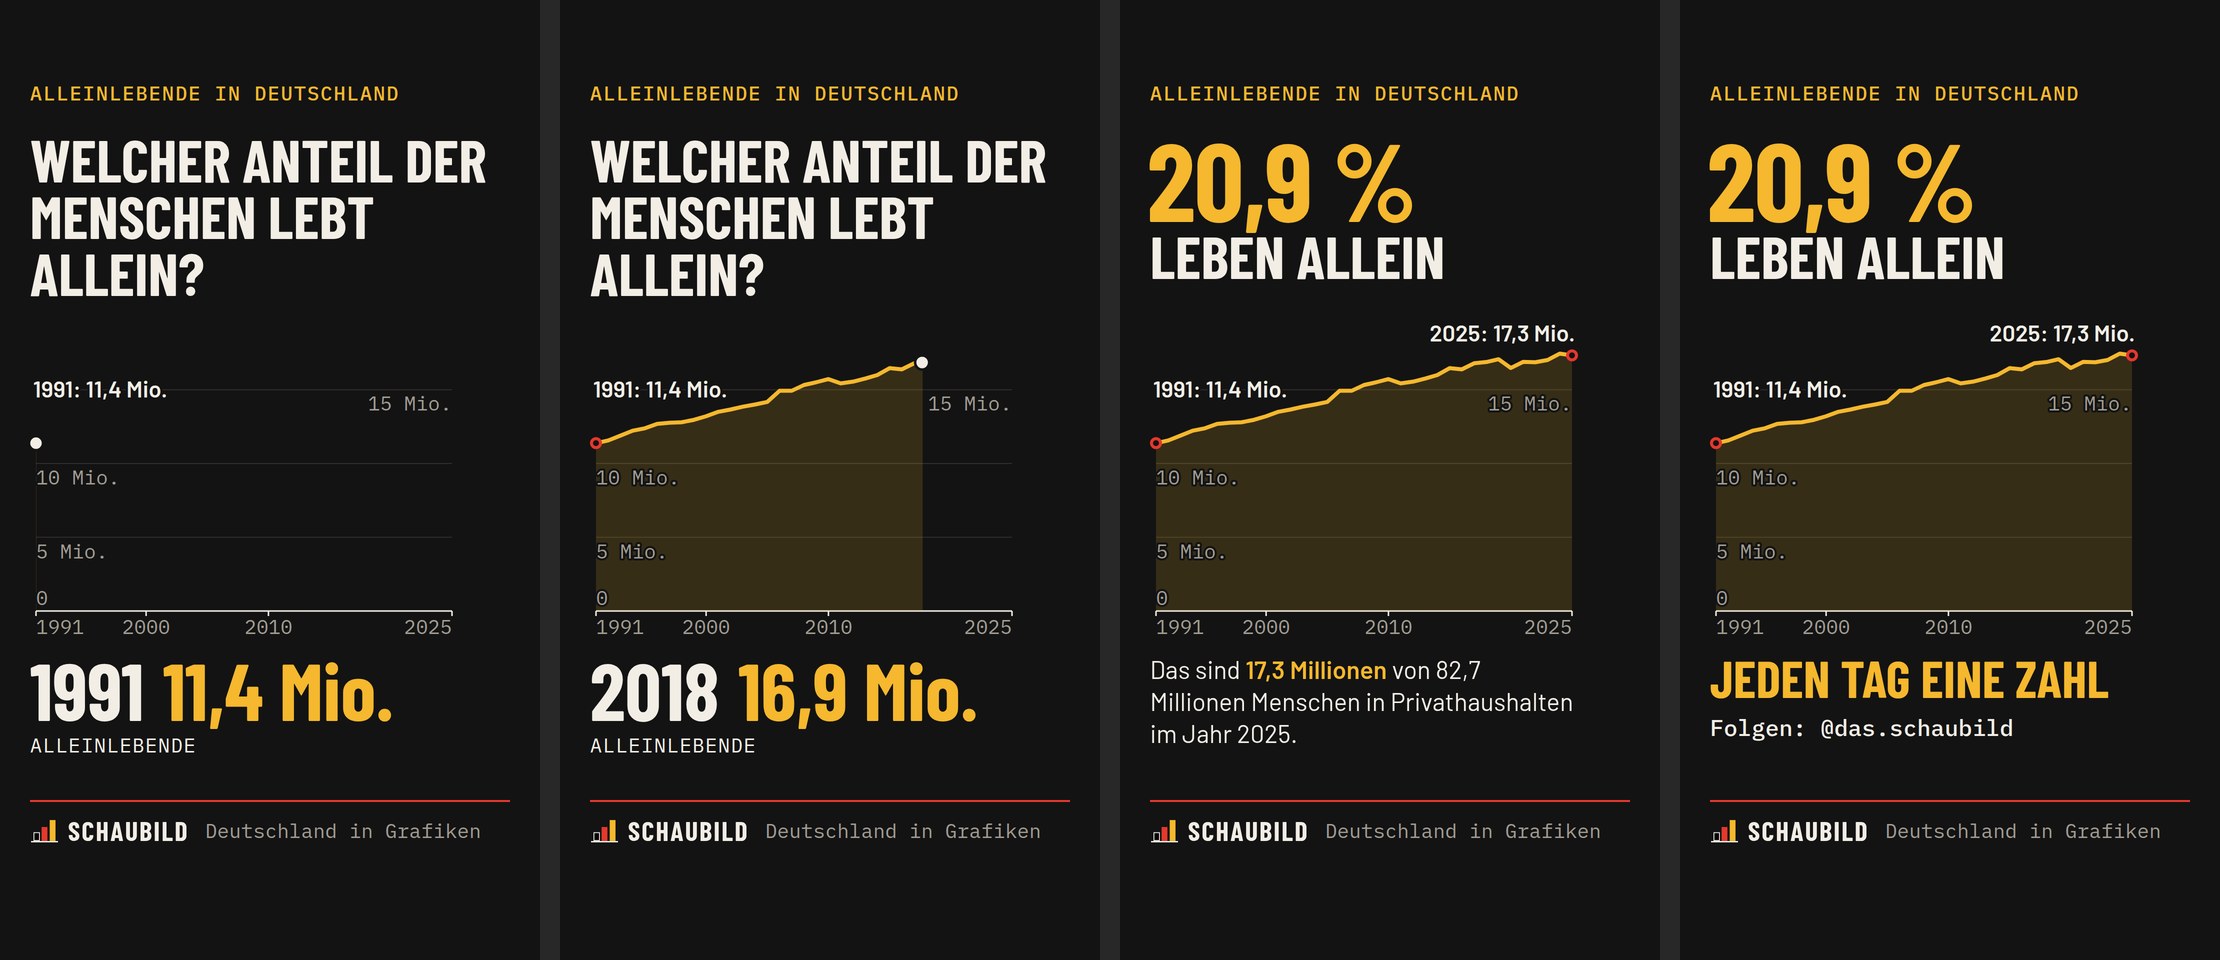 ALLEINLEBENDE IN DEUTSCHLAND
WELCHER ANTEIL DER
MENSCHEN LEBT
ALLEIN?
1991: 11,4 Mio.
15 Mio.
10 Mio.
5 Mio.
0
1991 2000 2010 2025
1991 11,4 Mio.
ALLEINLEBENDE
SCHAUBILD Deutschland in Grafiken
ALLEINLEBENDE IN DEUTSCHLAND
WELCHER ANTEIL DER
MENSCHEN LEBT
ALLEIN?
1991: 11,4 Mio.
15 Mio.
10 Mio.
5 Mio.
0
1991 2000 2010 2025
2018 16,9 Mio.
ALLEINLEBENDE
SCHAUBILD Deutschland in Grafiken
ALLEINLEBENDE IN DEUTSCHLAND
20,9 %
LEBEN ALLEIN
2025: 17,3 Mio.
1991: 11,4 Mio.
15 Mio.
10 Mio.
5 Mio.
0
1991 2000 2010 2025
Das sind 17,3 Millionen von 82,7
Millionen Menschen in Privathaushalten
im Jahr 2025.
SCHAUBILD Deutschland in Grafiken
ALLEINLEBENDE IN DEUTSCHLAND
20,9 %
LEBEN ALLEIN
2025: 17,3 Mio.
1991: 11,4 Mio.
15 Mio.
10 Mio.
5 Mio.
0
1991 2000 2010 2025
JEDEN TAG EINE ZAHL
Folgen: @das.schaubild
SCHAUBILD Deutschland in Grafiken